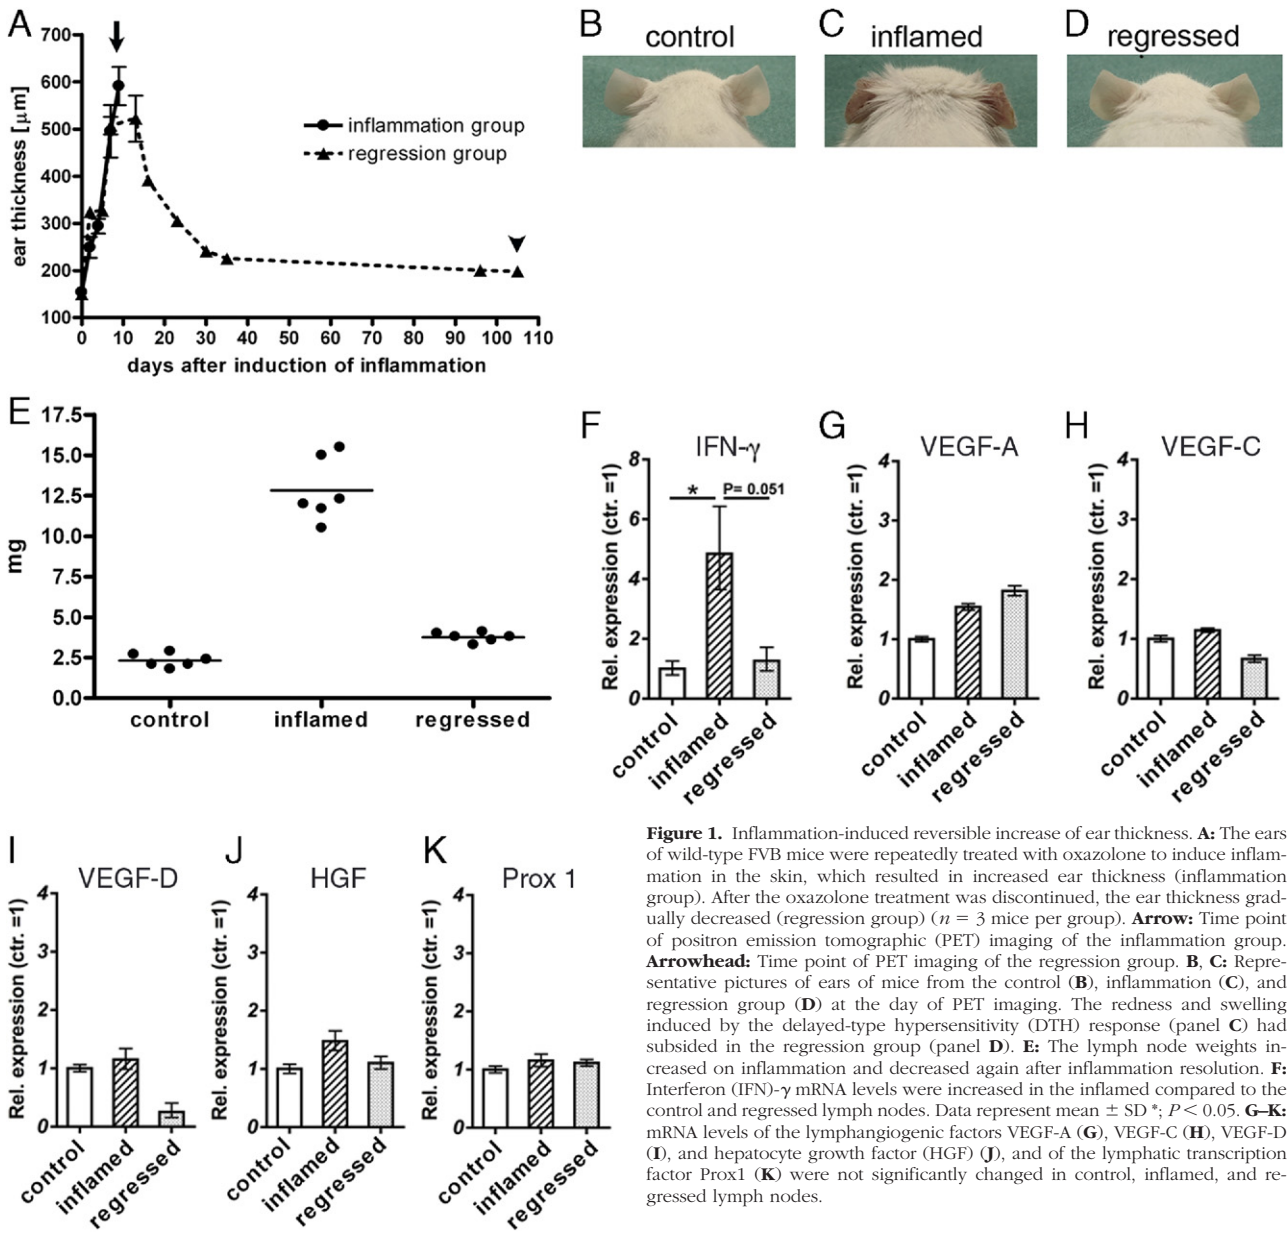 A
700
600
500
400
300
200
100
ear thickness [μm]
0 10 20 30 40 50 60 70 80 90 100 110
days after induction of inflammation
inflammation group
regression group
B
control
C
inflamed
D
regressed
E
17.5
15.0
12.5
10.0
7.5
5.0
2.5
0.0
mg
control inflamed regressed
F
IFN-γ
8
6
4
2
0
Rel. expression (ctr. =1)
* P= 0.051
control
inflamed
regressed
G
VEGF-A
4
3
2
1
0
Rel. expression (ctr. =1)
control
inflamed
regressed
H
VEGF-C
4
3
2
1
0
Rel. expression (ctr. =1)
control
inflamed
regressed
I
VEGF-D
4
3
2
1
0
Rel. expression (ctr. =1)
control
inflamed
regressed
J
HGF
4
3
2
1
0
Rel. expression (ctr. =1)
control
inflamed
regressed
K
Prox 1
4
3
2
1
0
Rel. expression (ctr. =1)
control
inflamed
regressed
Figure 1. Inflammation-induced reversible increase of ear thickness. A: The ears
of wild-type FVB mice were repeatedly treated with oxazolone to induce inflam-
mation in the skin, which resulted in increased ear thickness (inflammation
group). After the oxazolone treatment was discontinued, the ear thickness grad-
ually decreased (regression group) (n = 3 mice per group). Arrow: Time point
of positron emission tomographic (PET) imaging of the inflammation group.
Arrowhead: Time point of PET imaging of the regression group. B, C: Repre-
sentative pictures of ears of mice from the control (B), inflammation (C), and
regression group (D) at the day of PET imaging. The redness and swelling
induced by the delayed-type hypersensitivity (DTH) response (panel C) had
subsided in the regression group (panel D). E: The lymph node weights in-
creased on inflammation and decreased again after inflammation resolution. F:
Interferon (IFN)-γ mRNA levels were increased in the inflamed compared to the
control and regressed lymph nodes. Data represent mean ± SD *; P < 0.05. G–K:
mRNA levels of the lymphangiogenic factors VEGF-A (G), VEGF-C (H), VEGF-D
(I), and hepatocyte growth factor (HGF) (J), and of the lymphatic transcription
factor Prox1 (K) were not significantly changed in control, inflamed, and re-
gressed lymph nodes.